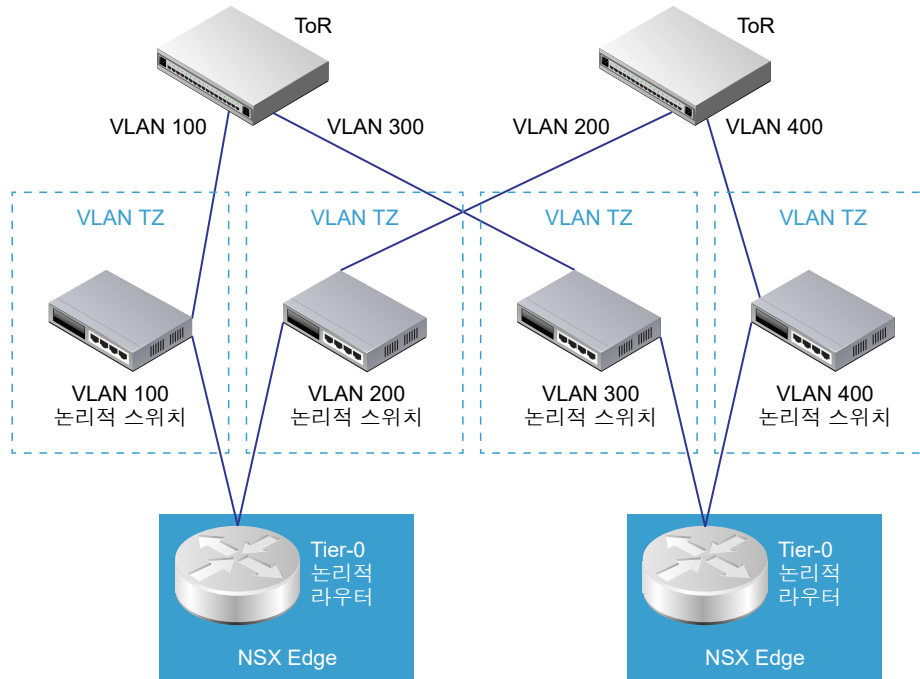 ToR
ToR
VLAN 100
VLAN 300
VLAN 200
VLAN 400
VLAN TZ
VLAN TZ
VLAN TZ
VLAN TZ
VLAN 100
논리적 스위치
VLAN 200
논리적 스위치
VLAN 300
논리적 스위치
VLAN 400
논리적 스위치
Tier-0
논리적
라우터
NSX Edge
Tier-0
논리적
라우터
NSX Edge